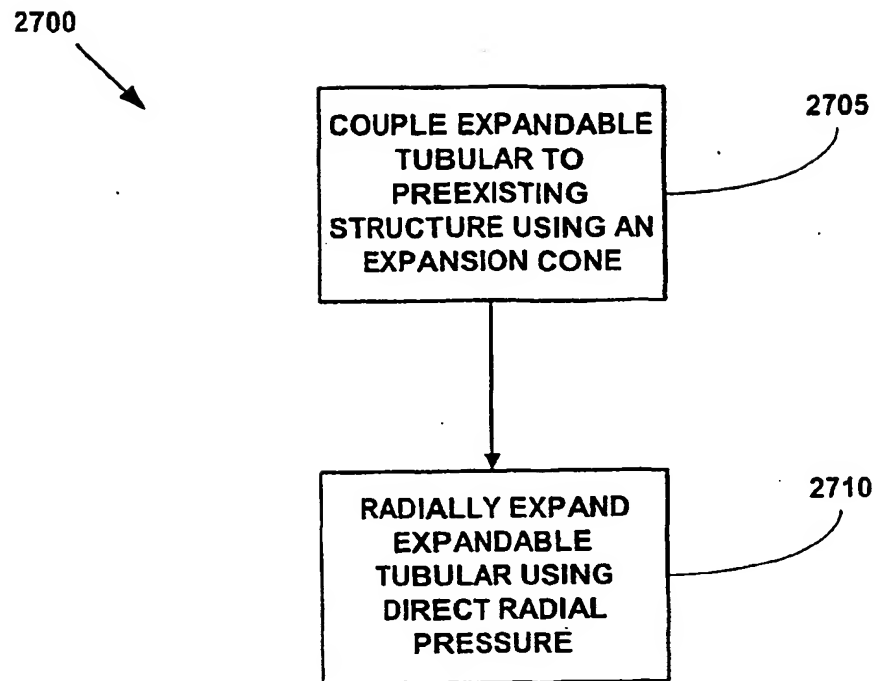 2700
COUPLE EXPANDABLE
TUBULAR TO
PREEXISTING
STRUCTURE USING AN
EXPANSION CONE
2705
RADIALLY EXPAND
EXPANDABLE
TUBULAR USING
DIRECT RADIAL
PRESSURE
2710